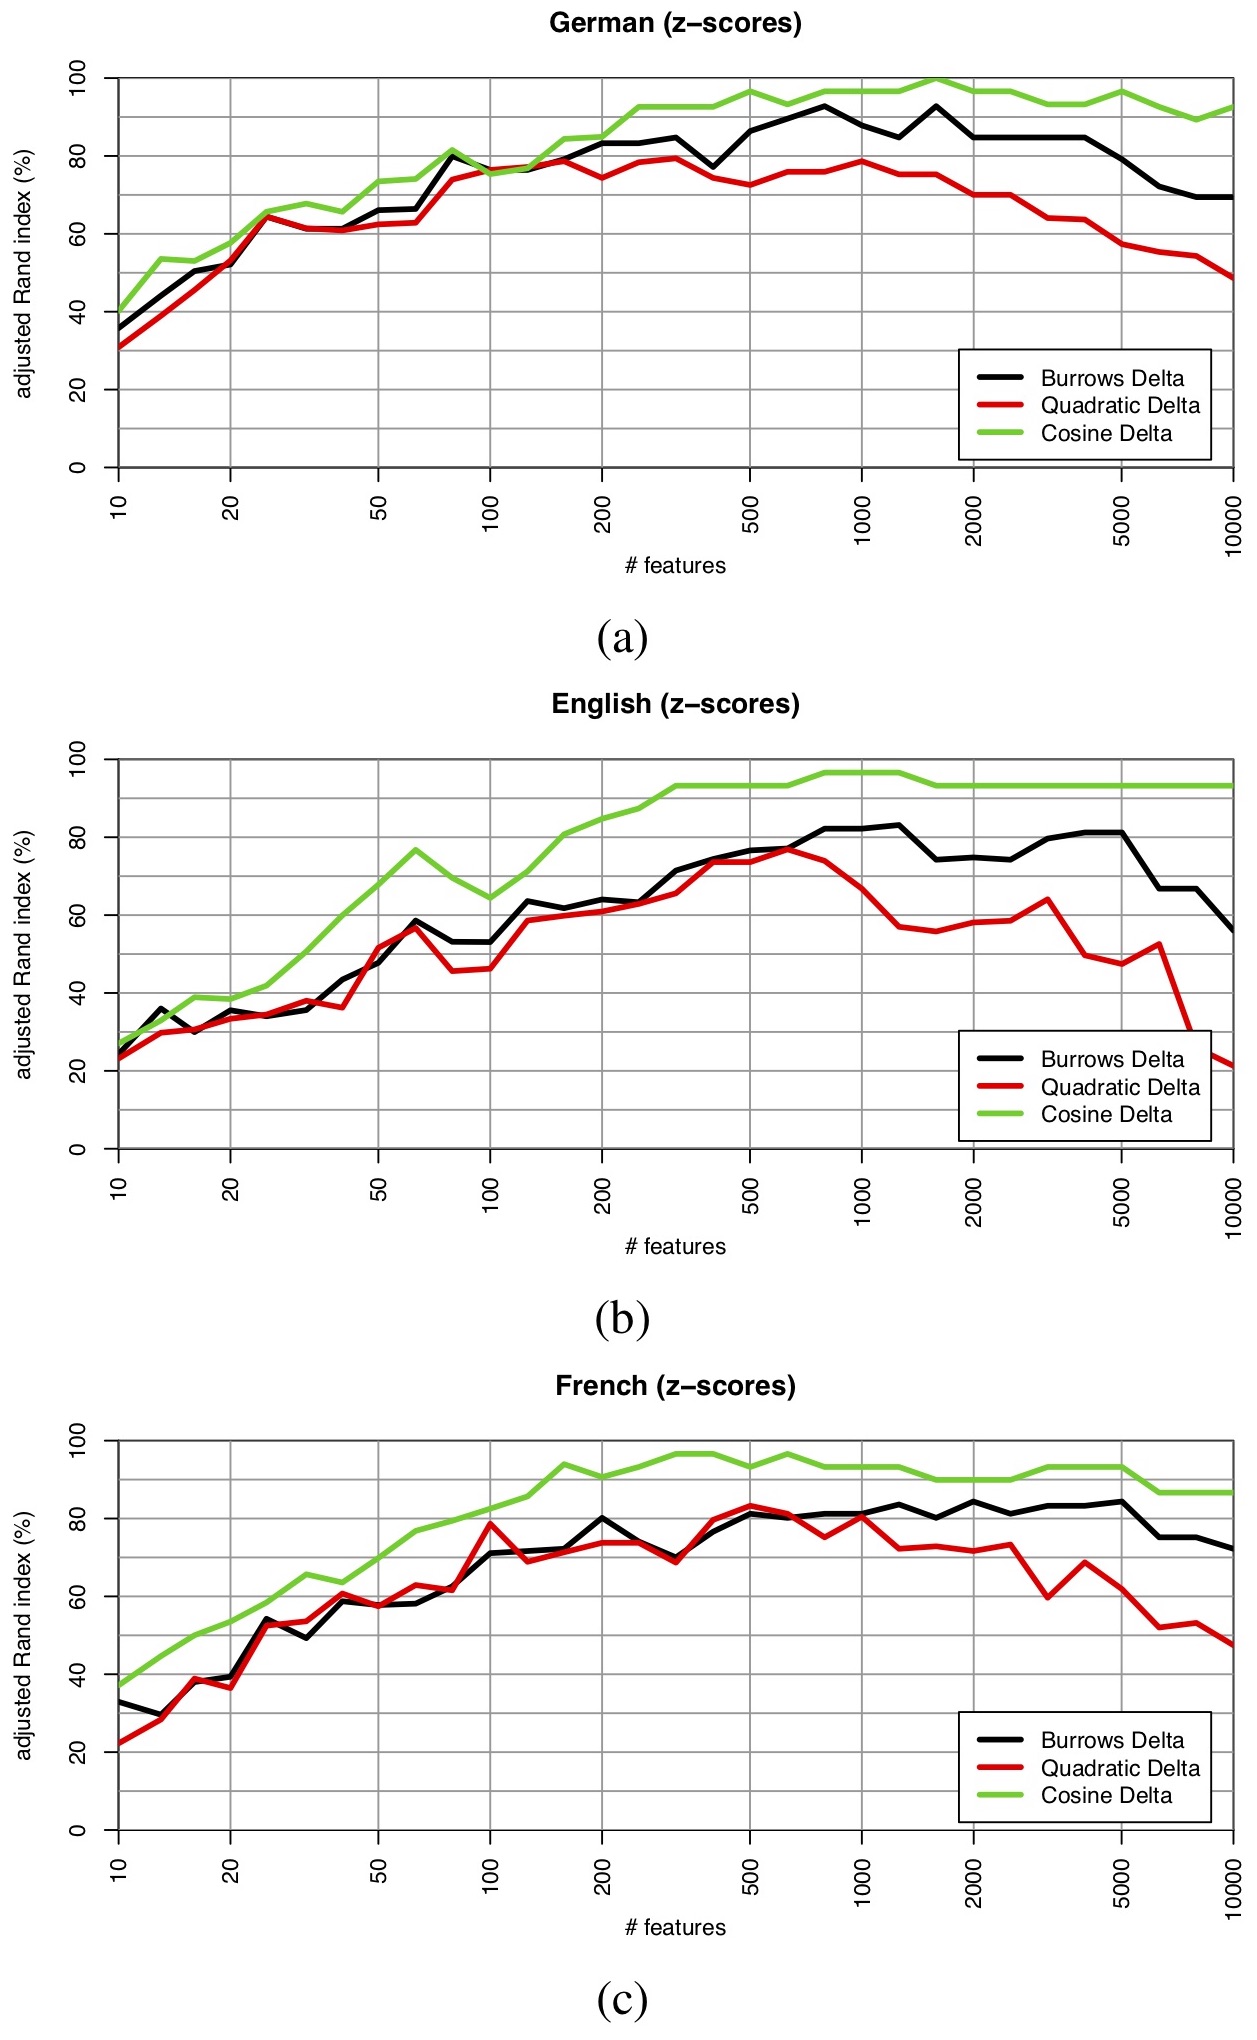 German (z–scores)
adjusted Rand index (%)
100
80
60
40
20
0
Burrows Delta
Quadratic Delta
Cosine Delta
10 20 50 100 200 500 1000 2000 5000 10000
# features
(a)
English (z–scores)
adjusted Rand index (%)
100
80
60
40
20
0
Burrows Delta
Quadratic Delta
Cosine Delta
10 20 50 100 200 500 1000 2000 5000 10000
# features
(b)
French (z–scores)
adjusted Rand index (%)
100
80
60
40
20
0
Burrows Delta
Quadratic Delta
Cosine Delta
10 20 50 100 200 500 1000 2000 5000 10000
# features
(c)